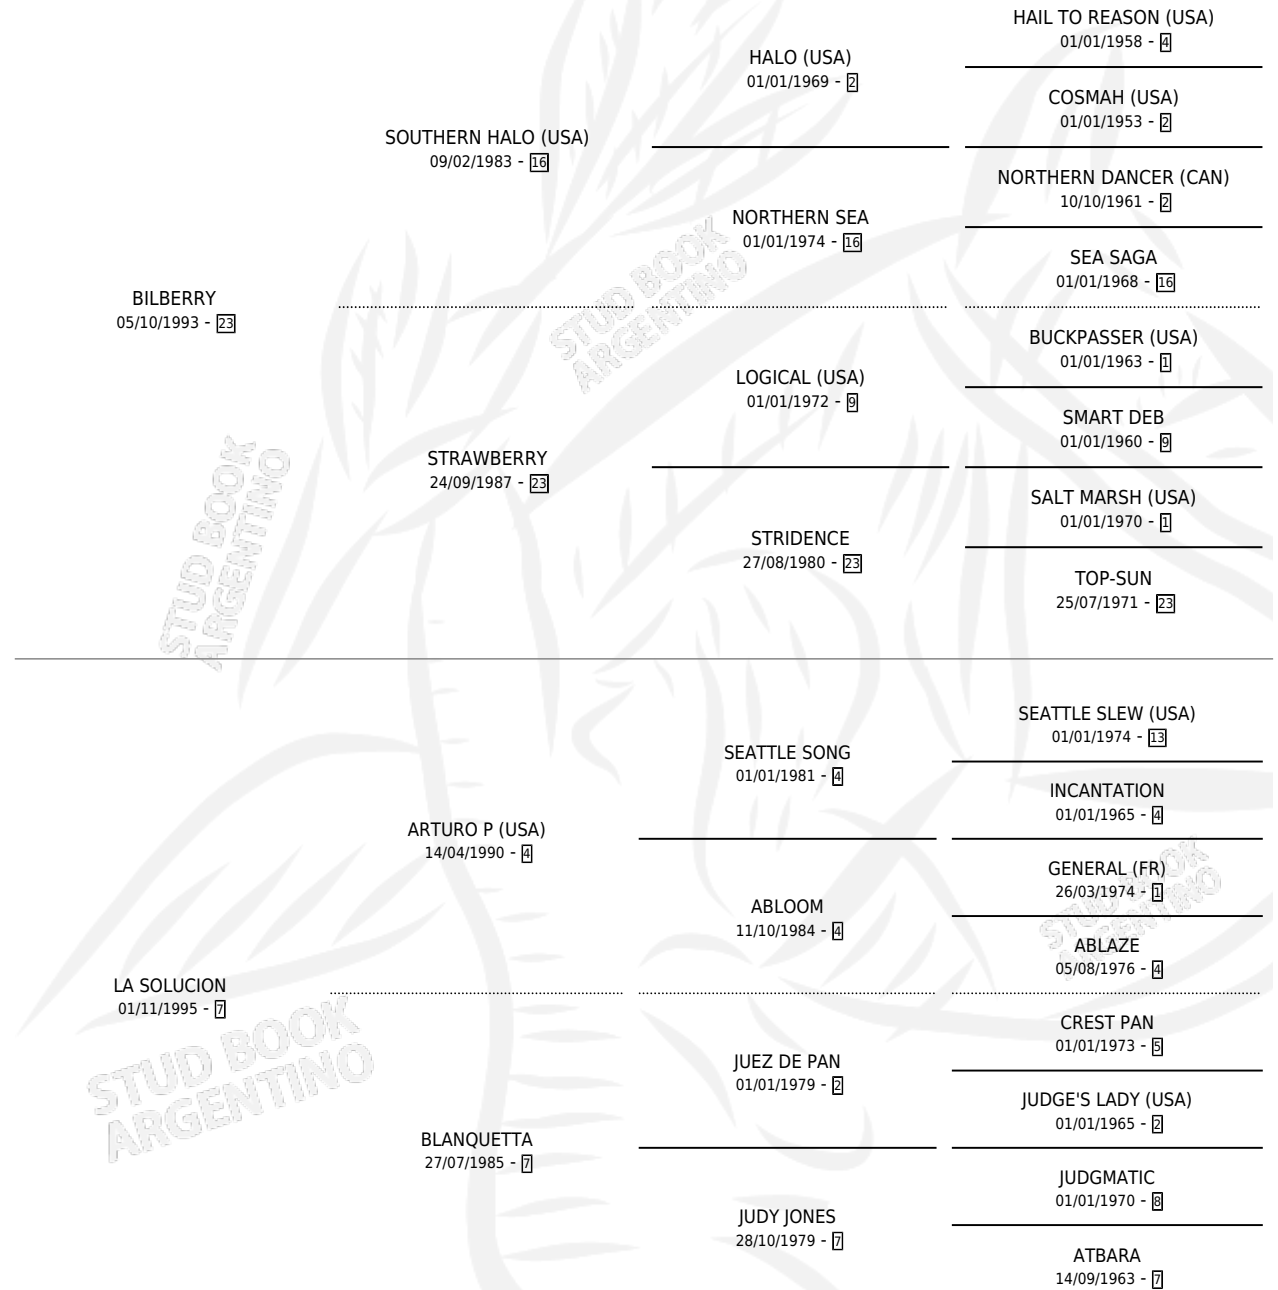 HAIL TO REASON (USA)
01/01/1958 - 4
HALO (USA)
01/01/1969 - 2
COSMAH (USA)
01/01/1953 - 2
SOUTHERN HALO (USA)
09/02/1983 - 16
NORTHERN DANCER (CAN)
10/10/1961 - 2
NORTHERN SEA
01/01/1974 - 16
SEA SAGA
01/01/1968 - 16
BILBERRY
05/10/1993 - 23
STUD BOOK
ARGENTINO
BUCKPASSER (USA)
01/01/1963 - 1
LOGICAL (USA)
01/01/1972 - 9
SMART DEB
01/01/1960 - 9
STRAWBERRY
24/09/1987 - 23
SALT MARSH (USA)
01/01/1970 - 1
STRIDENCE
27/08/1980 - 23
TOP-SUN
25/07/1971 - 23
STUD BOOK
ARGENTINO
SEATTLE SLEW (USA)
01/01/1974 - 13
SEATTLE SONG
01/01/1981 - 4
INCANTATION
01/01/1965 - 4
ARTURO P (USA)
14/04/1990 - 4
GENERAL (FR)
26/03/1974 - 1
ABLOOM
11/10/1984 - 4
ABLAZE
05/08/1976 - 4
STUD BOOK
ARGENTINO
LA SOLUCION
01/11/1995 - 7
STUD BOOK
ARGENTINO
CREST PAN
01/01/1973 - 5
JUEZ DE PAN
01/01/1979 - 2
JUDGE'S LADY (USA)
01/01/1965 - 2
BLANQUETTA
27/07/1985 - 7
JUDGMATIC
01/01/1970 - 8
JUDY JONES
28/10/1979 - 7
ATBARA
14/09/1963 - 7